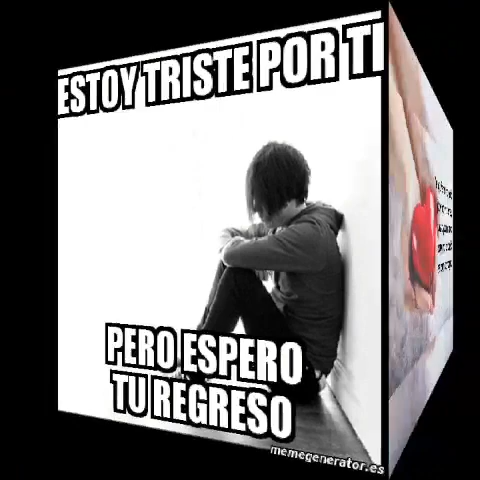 ESTOY TRISTE POR TI
PERO ESPERO
TU REGRESO
memegenerator.es